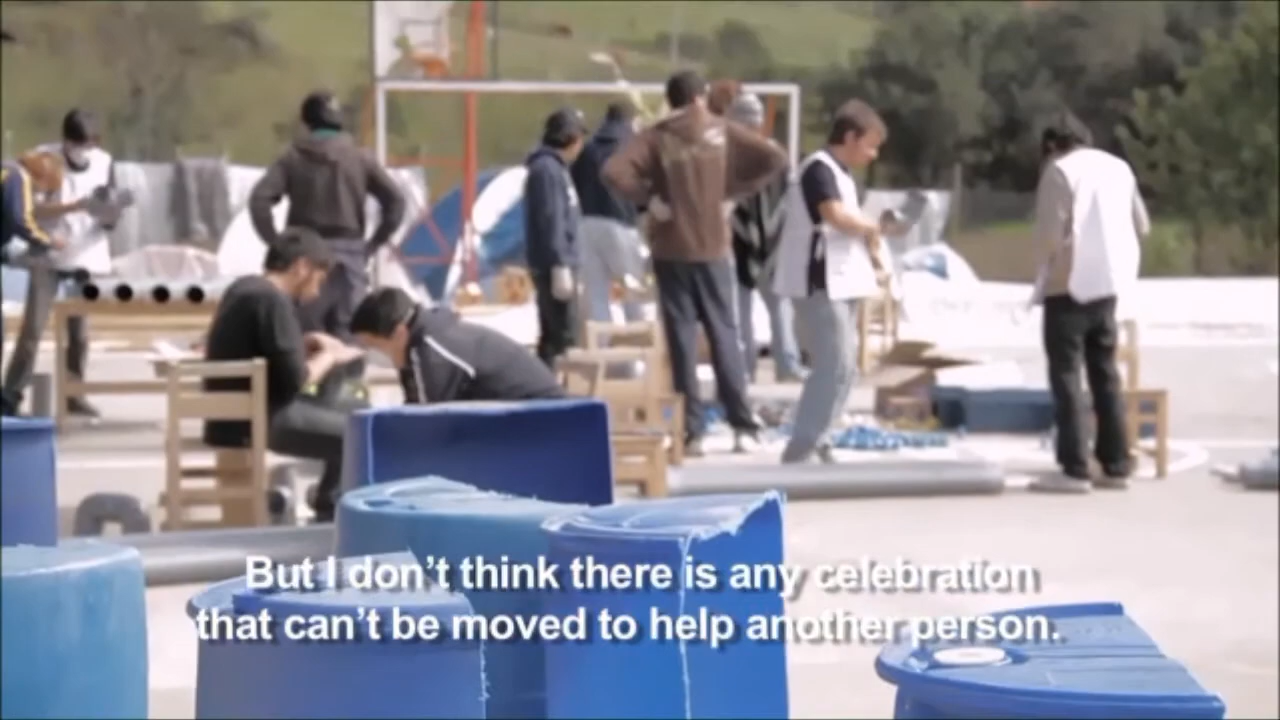 But I don't think there is any celebration
that can't be moved to help another person.